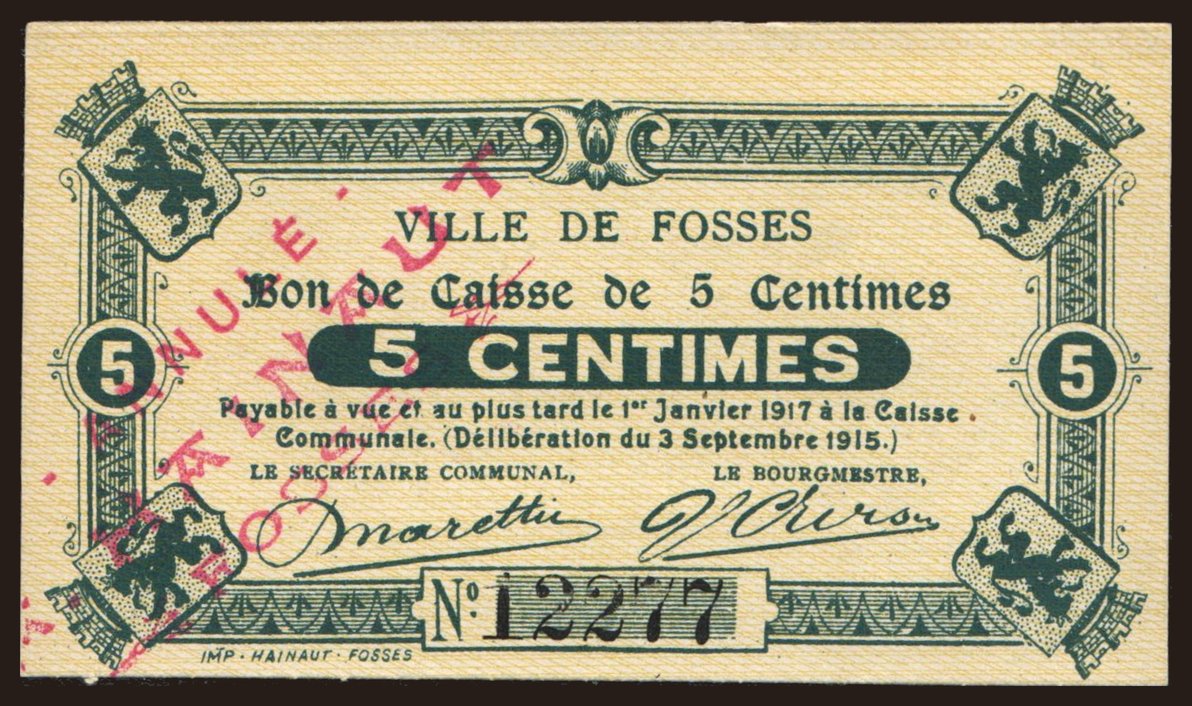 VILLE DE FOSSES
Bon de Caisse de 5 Centimes
5 5 CENTIMES 5
Payable à vue et au plus tard le 1er Janvier 1917 à la Caisse
Communale. (Délibération du 3 Septembre 1915.)
LE SECRÉTAIRE COMMUNAL, LE BOURGMESTRE,
No. 12277
IMP · HAINAUT · FOSSES